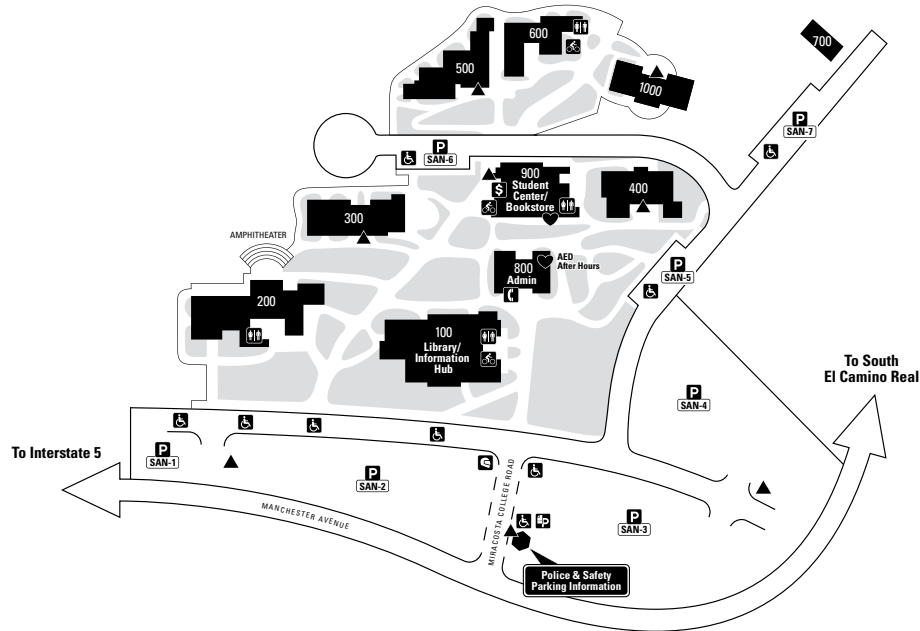 600
500
700
1000
P
SAN-7
P
SAN-6
900
Student
Center/
Bookstore
$
400
300
AMPHITHEATER
AED
After Hours
800
Admin
P
SAN-5
200
100
Library/
Information
Hub
To South
El Camino Real
P
SAN-4
To Interstate 5
P
SAN-1
P
SAN-2
MANCHESTER AVENUE
MIRACOSTA COLLEGE ROAD
P
P
SAN-3
Police & Safety
Parking Information